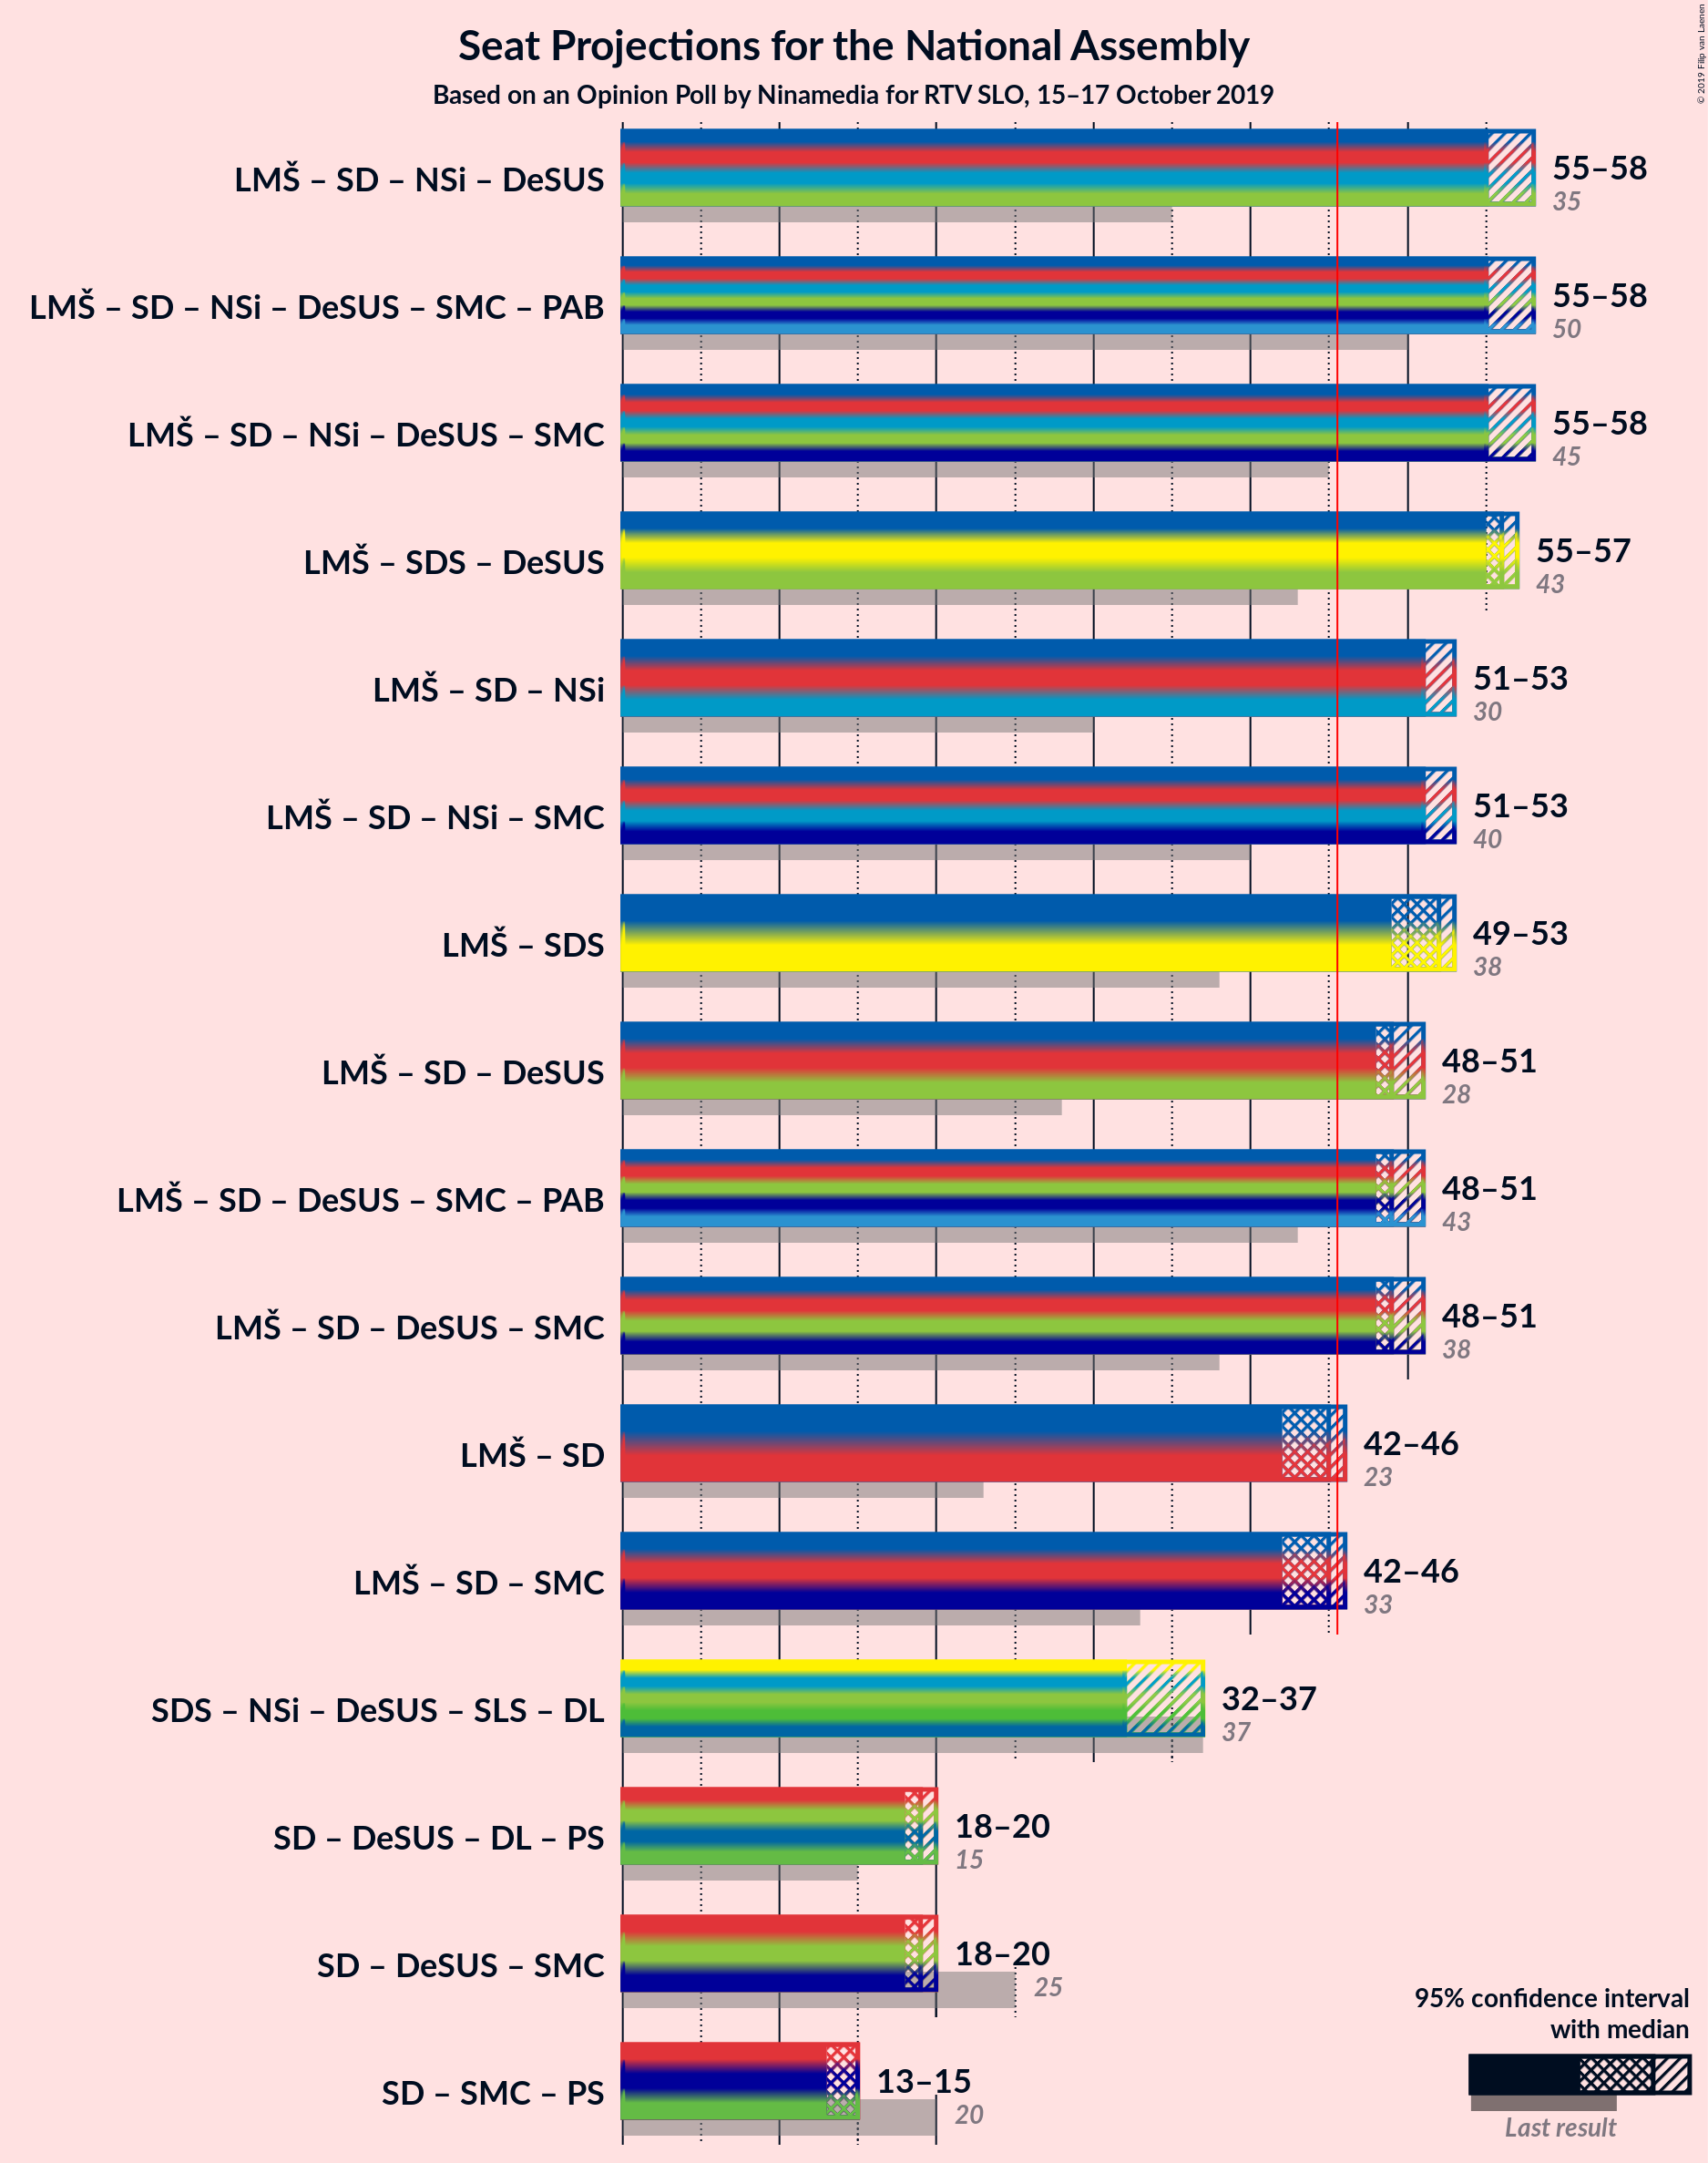 Seat Projections for the National Assembly
Based on an Opinion Poll by Ninamedia for RTV SLO, 15–17 October 2019
© 2019 Filip van Laenen
LMŠ – SD – NSi – DeSUS
55–58
35
LMŠ – SD – NSi – DeSUS – SMC – PAB
55–58
50
LMŠ – SD – NSi – DeSUS – SMC
55–58
45
LMŠ – SDS – DeSUS
55–57
43
LMŠ – SD – NSi
51–53
30
LMŠ – SD – NSi – SMC
51–53
40
LMŠ – SDS
49–53
38
LMŠ – SD – DeSUS
48–51
28
LMŠ – SD – DeSUS – SMC – PAB
48–51
43
LMŠ – SD – DeSUS – SMC
48–51
38
LMŠ – SD
42–46
23
LMŠ – SD – SMC
42–46
33
SDS – NSi – DeSUS – SLS – DL
32–37
37
SD – DeSUS – DL – PS
18–20
15
SD – DeSUS – SMC
18–20
25
SD – SMC – PS
13–15
20
95% confidence interval
with median
Last result